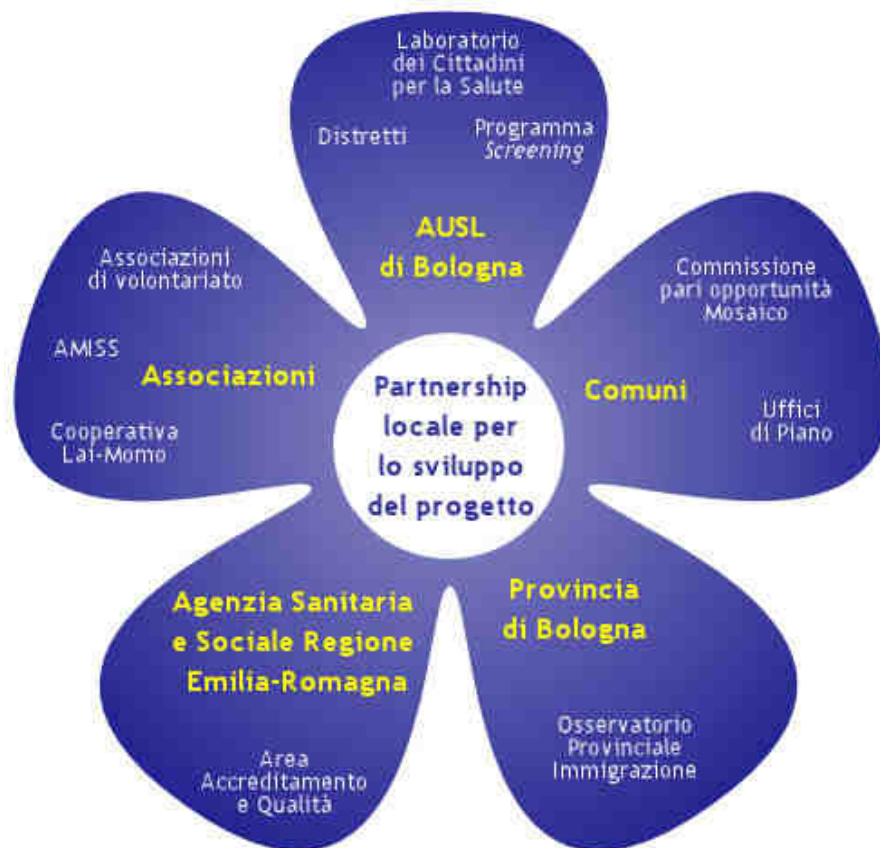 Laboratorio
dei Cittadini
per la Salute
Distretti
Programma
Screening
AUSL
di Bologna
Associazioni
di volontariato
AMISS
Associazioni
Cooperativa
Lai-Momo
Commissione
pari opportunità
Mosaico
Comuni
Uffici
di Piano
Partnership
locale per
lo sviluppo
del progetto
Agenzia Sanitaria
e Sociale Regione
Emilia-Romagna
Area
Accreditamento
e Qualità
Provincia
di Bologna
Osservatorio
Provinciale
Immigrazione